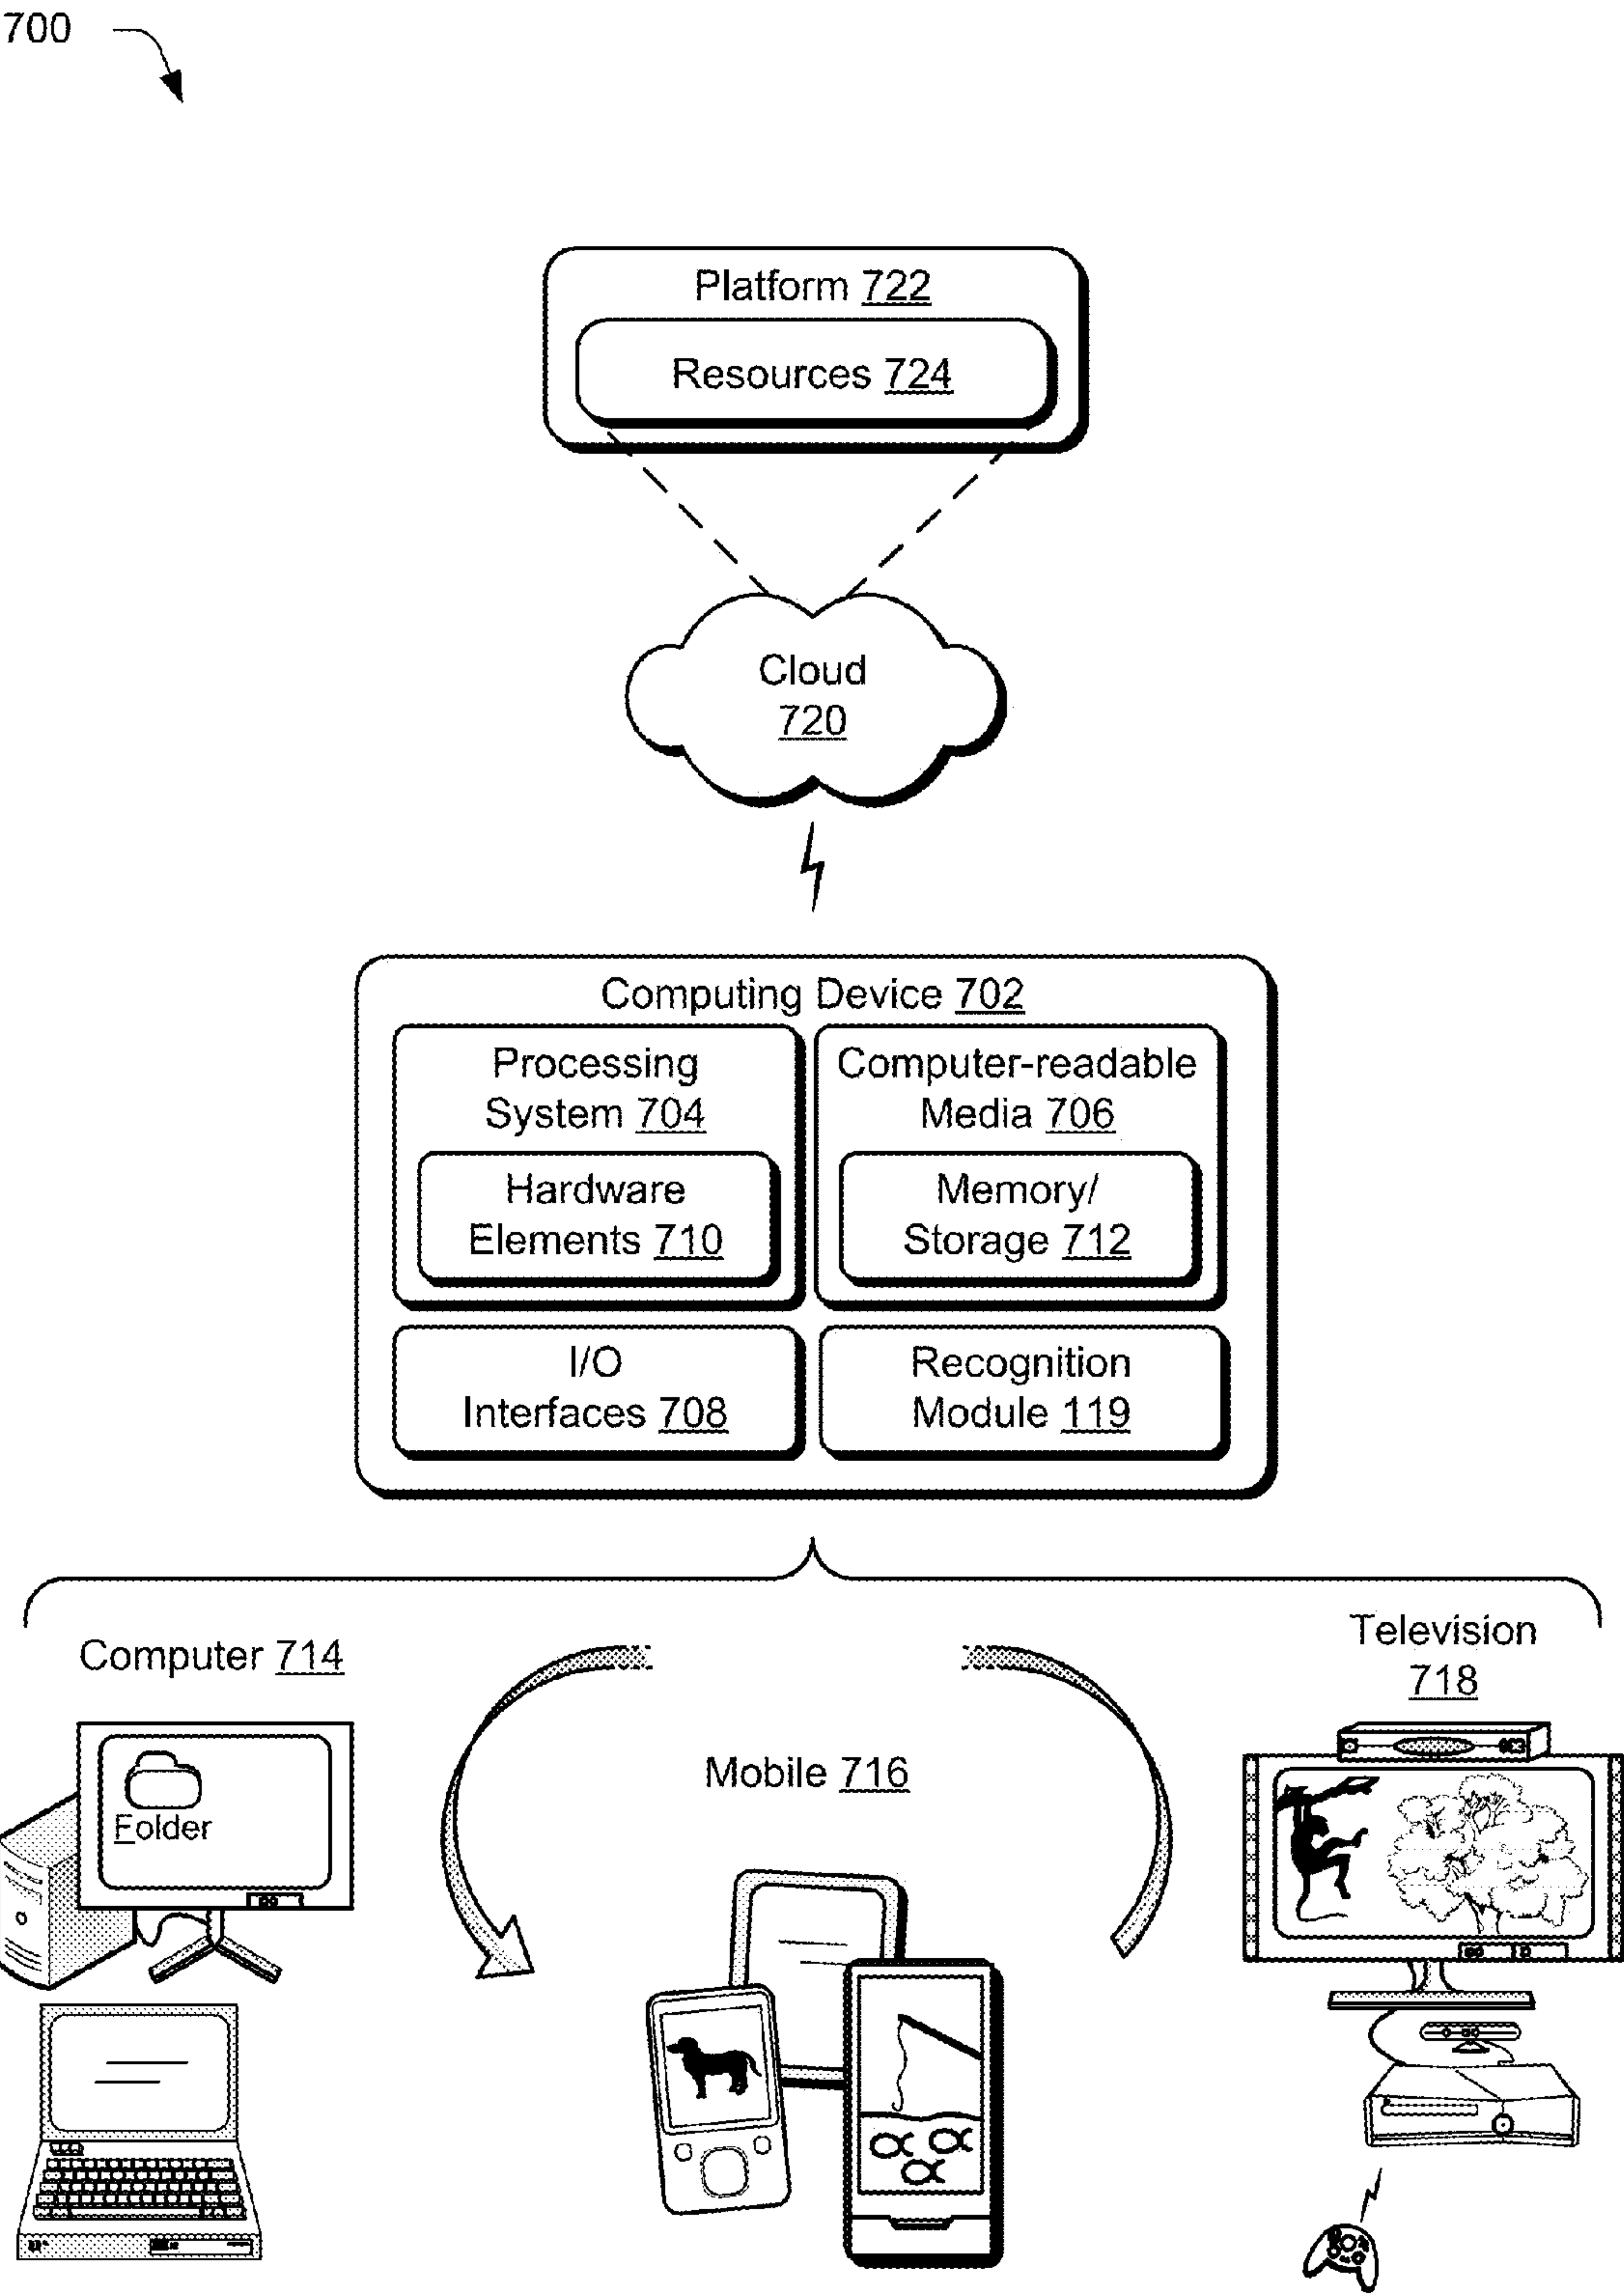 700
Platform 722
Resources 724
Cloud
720
Computing Device 702
Processing
System 704
Hardware
Elements 710
Computer-readable
Media 706
Memory/
Storage 712
I/O
Interfaces 708
Recognition
Module 119
Computer 714
Folder
Mobile 716
Television
718